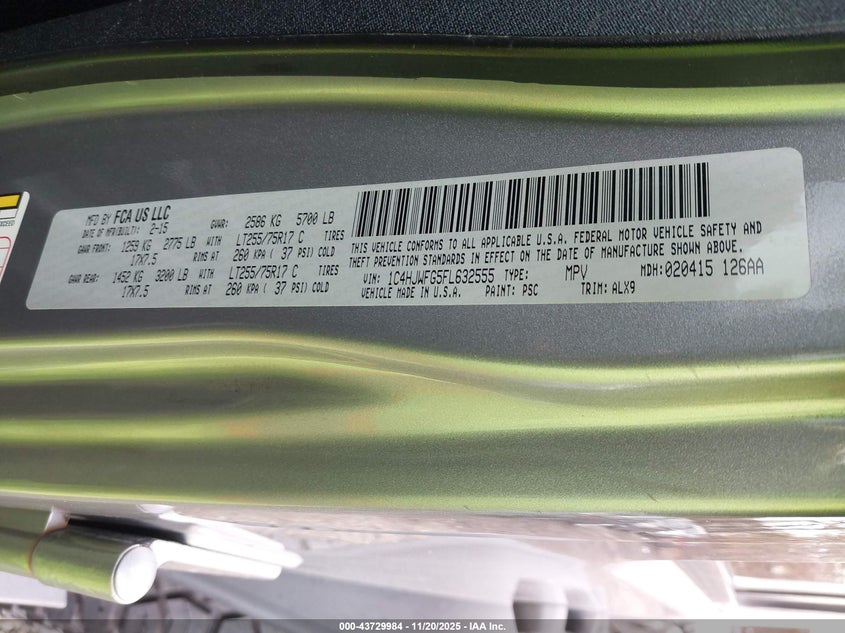 MFD BY FCA US LLC
DATE OF MFR(BUILT): 2-15 GVWR: 2586 KG 5700 LB
GAWR FRONT: 1259 KG 2775 LB WITH LT255/75R17 C TIRES
17X7.5 RIMS AT 260 KPA ( 37 PSI) COLD
GAWR REAR: 1452 KG 3200 LB WITH LT255/75R17 C TIRES
17X7.5 RIMS AT 260 KPA ( 37 PSI) COLD
THIS VEHICLE CONFORMS TO ALL APPLICABLE U.S.A. FEDERAL MOTOR VEHICLE SAFETY AND
THEFT PREVENTION STANDARDS IN EFFECT ON THE DATE OF MANUFACTURE SHOWN ABOVE.
VIN: 1C4HJWFG5FL632555 TYPE: MPV MDH:020415 126AA
VEHICLE MADE IN U.S.A. PAINT: PSC TRIM: ALX9
EXCEED
000-43729984 - 11/20/2025 - IAA Inc.